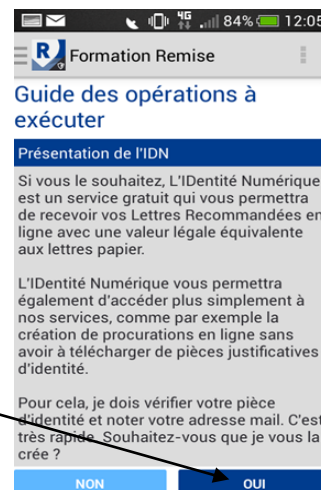 4G 84% 12:05
R Formation Remise
Guide des opérations à
exécuter
Présentation de l'IDN
Si vous le souhaitez, L'IDentité Numérique
est un service gratuit qui vous permettra
de recevoir vos Lettres Recommandées en
ligne avec une valeur légale équivalente
aux lettres papier.
L'IDentité Numérique vous permettra
également d'accéder plus simplement à
nos services, comme par exemple la
création de procurations en ligne sans
avoir à télécharger de pièces justificatives
d'identité.
Pour cela, je dois vérifier votre pièce
d'identité et noter votre adresse mail. C'est
très rapide. Souhaitez-vous que je vous la
crée ?
NON OUI